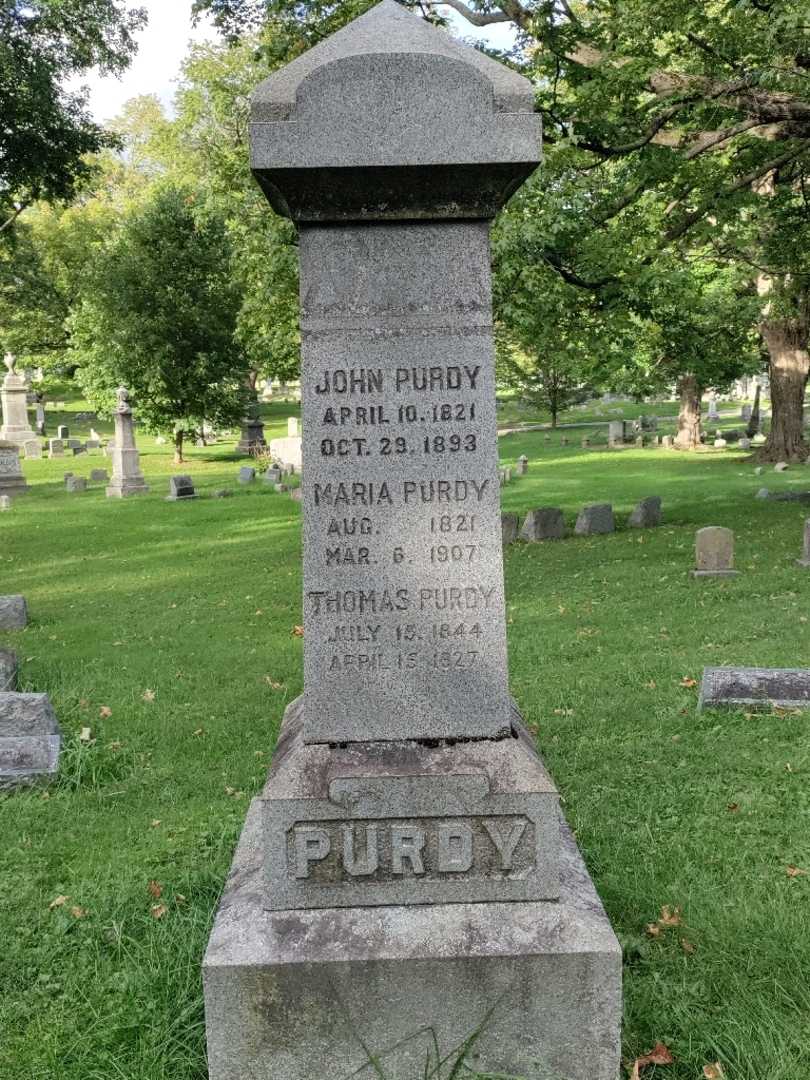 JOHN PURDY
APRIL 10. 1821
OCT. 29. 1893
MARIA PURDY
AUG. 1821
MAR. 6. 1907
THOMAS PURDY
JULY 15. 1844
APRIL 15. 1927
PURDY